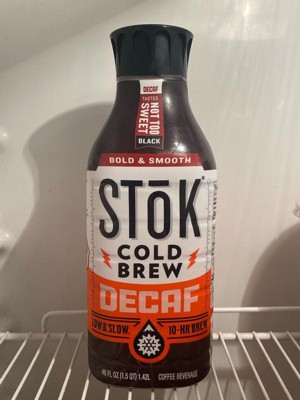 DECAF
TASTES
NOT TOO
SWEET
BLACK
BOLD & SMOOTH
STōK
COLD
BREW
DECAF
LOW & SLOW. 10-HR BREW
48 FL OZ (1.5 QT) 1.42L COFFEE BEVERAGE